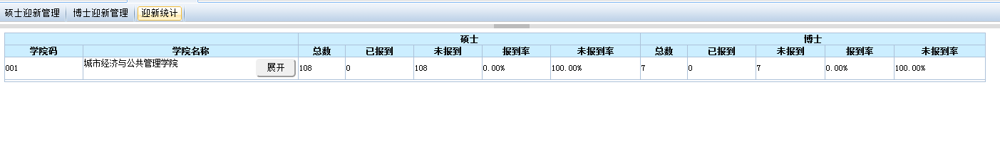 硕士迎新管理 博士迎新管理 迎新统计
硕士 博士
学院码 学院名称 总数 已报到 未报到 报到率 未报到率 总数 已报到 未报到 报到率 未报到率
001 城市经济与公共管理学院 展开 108 0 108 0.00% 100.00% 7 0 7 0.00% 100.00%